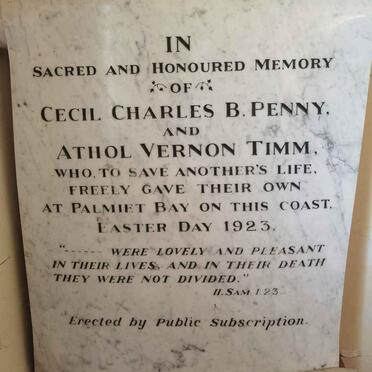 IN
SACRED AND HONOURED MEMORY
OF
CECIL CHARLES B. PENNY,
AND
ATHOL VERNON TIMM,
WHO, TO SAVE ANOTHER'S LIFE,
FREELY GAVE THEIR OWN
AT PALMIET BAY ON THIS COAST.
EASTER DAY 1923.
"------ WERE LOVELY AND PLEASANT
IN THEIR LIVES, AND IN THEIR DEATH
THEY WERE NOT DIVIDED."
II. SAM 1.23
Erected by Public Subscription.